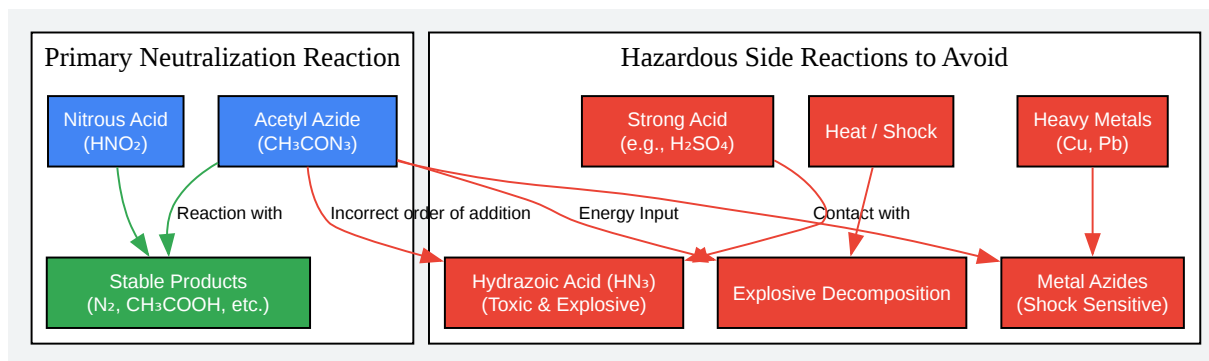 Primary Neutralization Reaction
Hazardous Side Reactions to Avoid
Nitrous Acid
(HNO₂)
Acetyl Azide
(CH₃CON₃)
Strong Acid
(e.g., H₂SO₄)
Heat / Shock
Heavy Metals
(Cu, Pb)
Reaction with
Incorrect order of addition
Energy Input
Contact with
Stable Products
(N₂, CH₃COOH, etc.)
Hydrazoic Acid (HN₃)
(Toxic & Explosive)
Explosive Decomposition
Metal Azides
(Shock Sensitive)